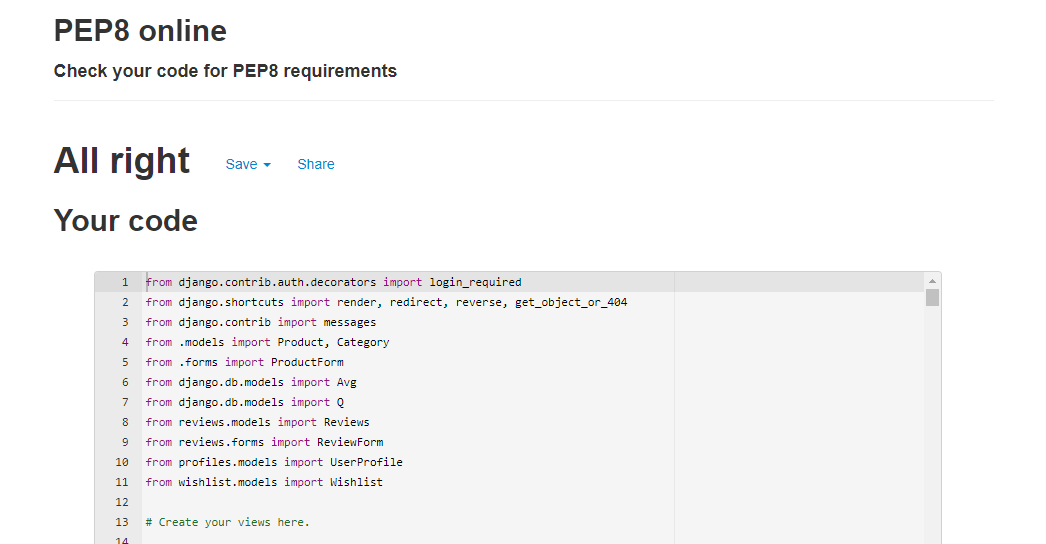 PEP8 online
Check your code for PEP8 requirements
All right Save Share
Your code
1 from django.contrib.auth.decorators import login_required
2 from django.shortcuts import render, redirect, reverse, get_object_or_404
3 from django.contrib import messages
4 from .models import Product, Category
5 from .forms import ProductForm
6 from django.db.models import Avg
7 from django.db.models import Q
8 from reviews.models import Reviews
9 from reviews.forms import ReviewForm
10 from profiles.models import UserProfile
11 from wishlist.models import Wishlist
12
13 # Create your views here.
14